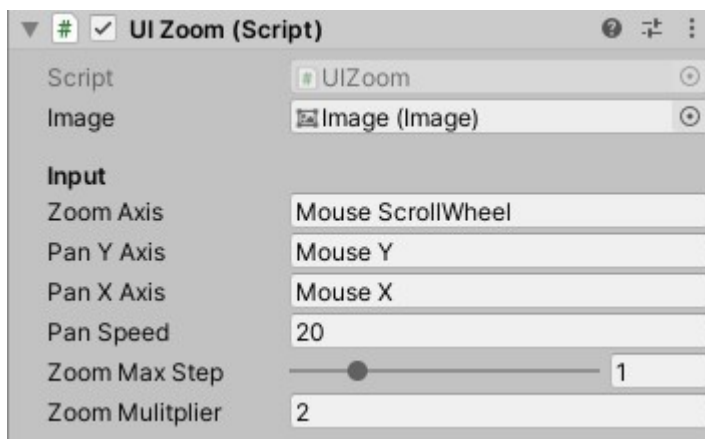 # UI Zoom (Script)
Script # UIZoom
Image Image (Image)
Input
Zoom Axis Mouse ScrollWheel
Pan Y Axis Mouse Y
Pan X Axis Mouse X
Pan Speed 20
Zoom Max Step 1
Zoom Mulitplier 2